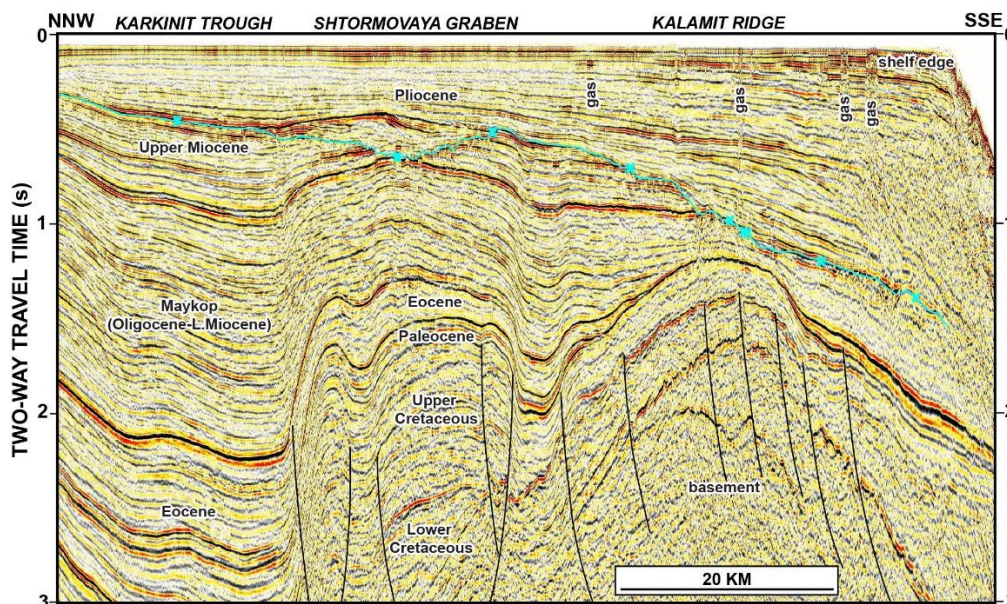 NNW KARKINIT TROUGH SHTORMOVAYA GRABEN KALAMIT RIDGE SSE
0
shelf edge
gas
gas
gas
gas
Pliocene
Upper Miocene
1
TWO-WAY TRAVEL TIME (s)
Maykop
(Oligocene-L.Miocene)
Eocene
Paleocene
2
Upper
Cretaceous
basement
Eocene
Lower
Cretaceous
20 KM
3